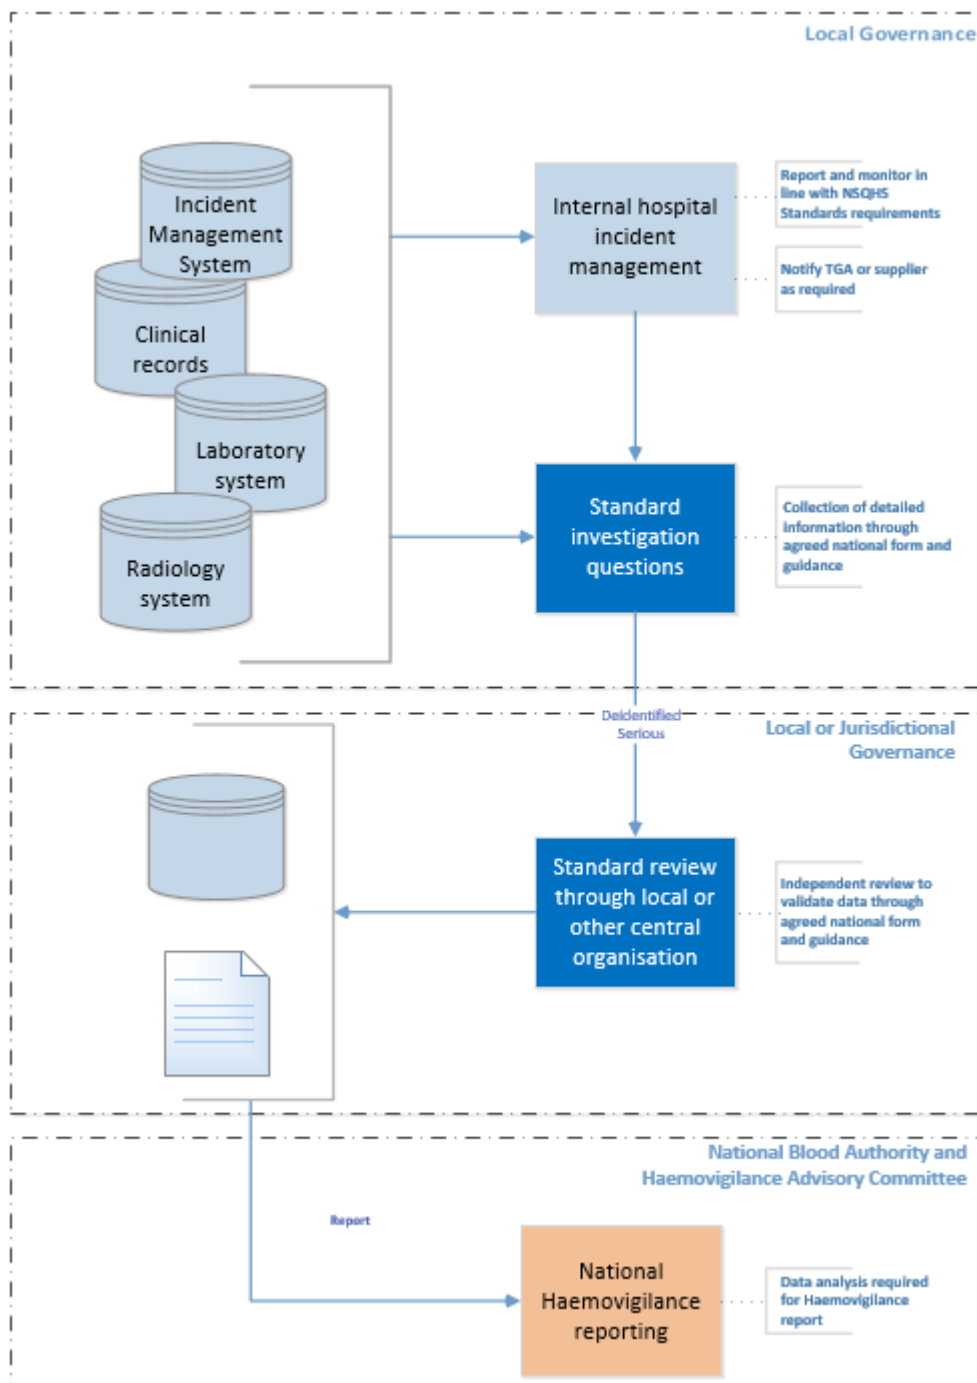 Local Governance
Incident
Management
System
Clinical
records
Laboratory
system
Radiology
system
Internal hospital
incident
management
Report and monitor in
line with NSQHS
Standards requirements
Notify TGA or supplier
as required
Standard
investigation
questions
Collection of detailed
information through
agreed national form and
guidance
Deidentified
Serious
Local or Jurisdictional
Governance
Standard review
through local or
other central
organisation
Independent review to
validate data through
agreed national form
and guidance
National Blood Authority and
Haemovigilance Advisory Committee
Report
National
Haemovigilance
reporting
Data analysis required
for Haemovigilance
report